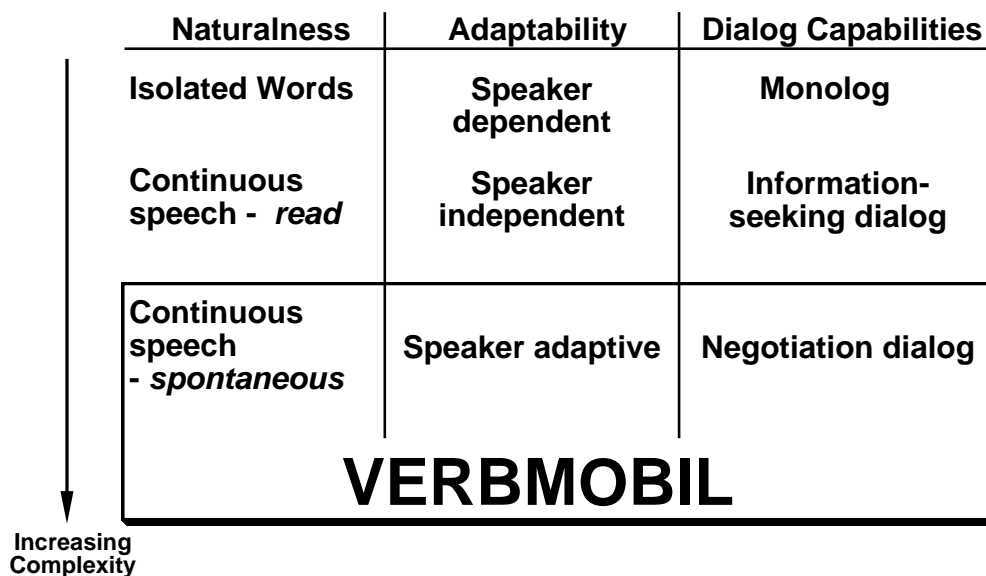 Naturalness Adaptability Dialog Capabilities
Isolated Words Speaker dependent Monolog
Continuous speech - read Speaker independent Information-seeking dialog
Continuous speech - spontaneous Speaker adaptive Negotiation dialog
VERBMOBIL
Increasing
Complexity